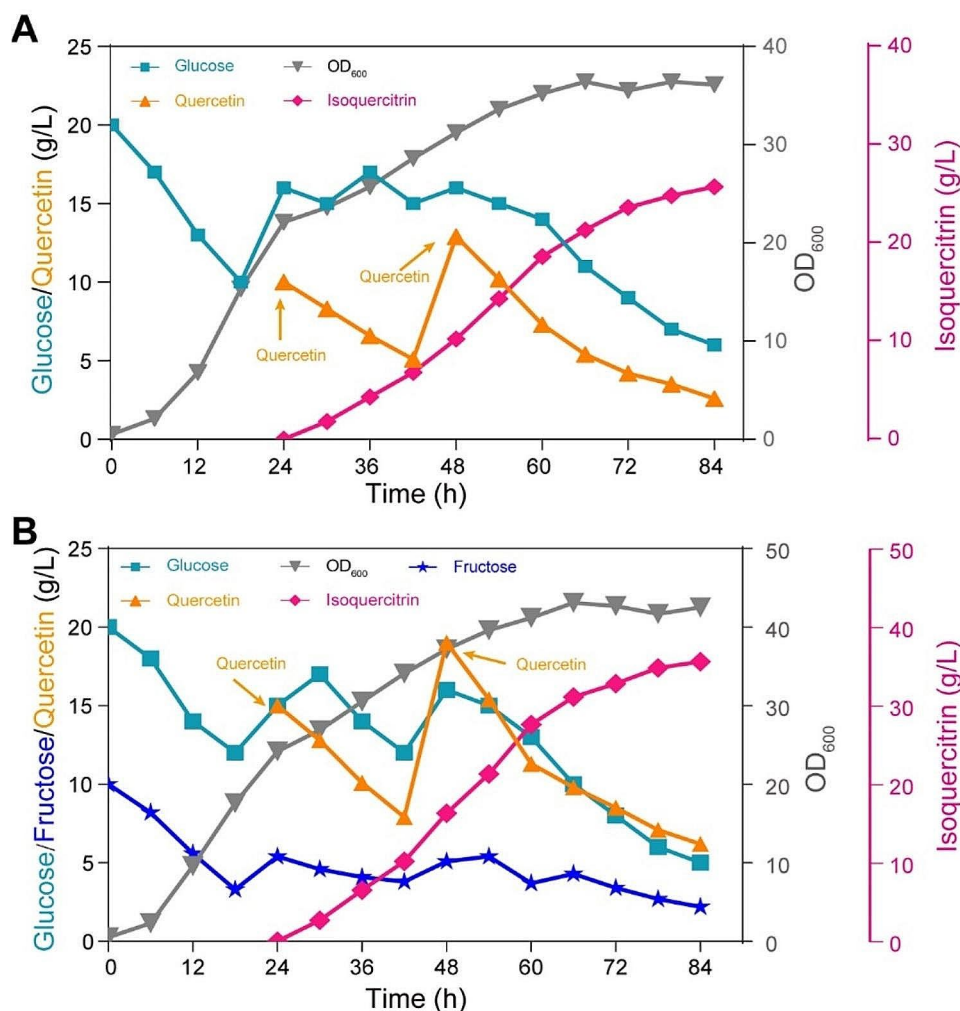 A
Glucose/Quercetin (g/L)
25
20
15
10
5
0
Glucose
OD600
Quercetin
Isoquercitrin
Quercetin
Quercetin
0 12 24 36 48 60 72 84
Time (h)
40
30
20
10
0
OD600
40
30
20
10
0
Isoquercitrin (g/L)
B
Glucose/Fructose/Quercetin (g/L)
25
20
15
10
5
0
Glucose
OD600
Fructose
Quercetin
Isoquercitrin
Quercetin
Quercetin
0 12 24 36 48 60 72 84
Time (h)
50
40
30
20
10
0
OD600
50
40
30
20
10
0
Isoquercitrin (g/L)